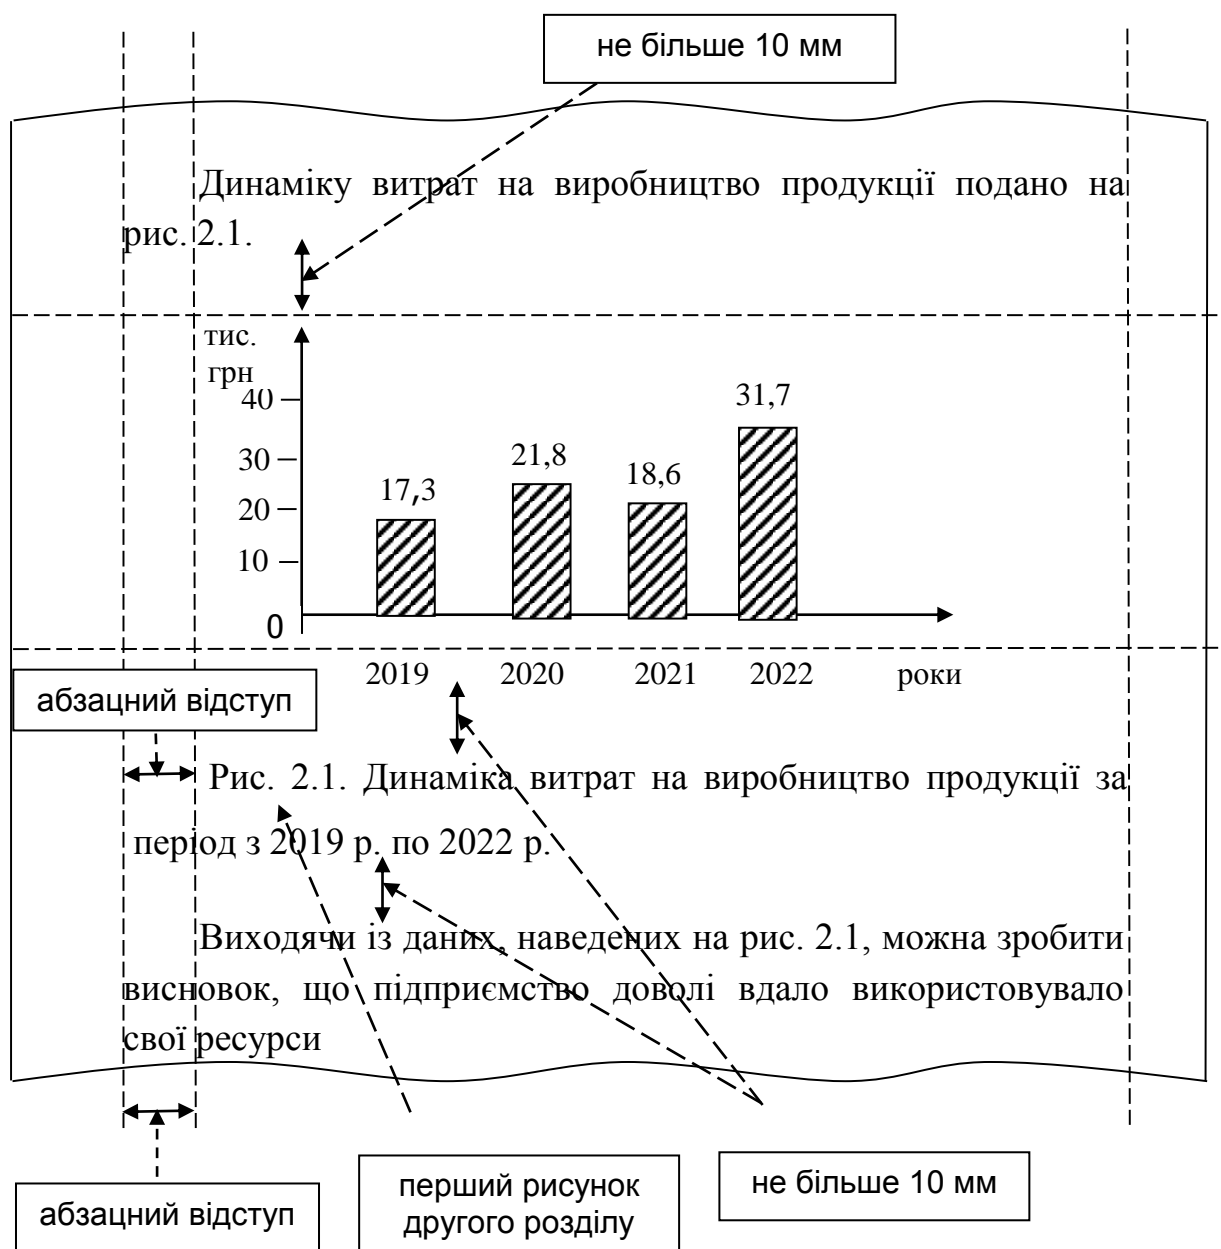 не більше 10 мм
Динаміку витрат на виробництво продукції подано на
рис. 2.1.
тис.
грн
40
31,7
30
21,8
18,6
17,3
20
10
0
2019 2020 2021 2022 роки
абзацний відступ
Рис. 2.1. Динаміка витрат на виробництво продукції за
період з 2019 р. по 2022 р.
Виходячи із даних, наведених на рис. 2.1, можна зробити
висновок, що підприємство доволі вдало використовувало
свої ресурси
абзацний відступ
перший рисунок
другого розділу
не більше 10 мм